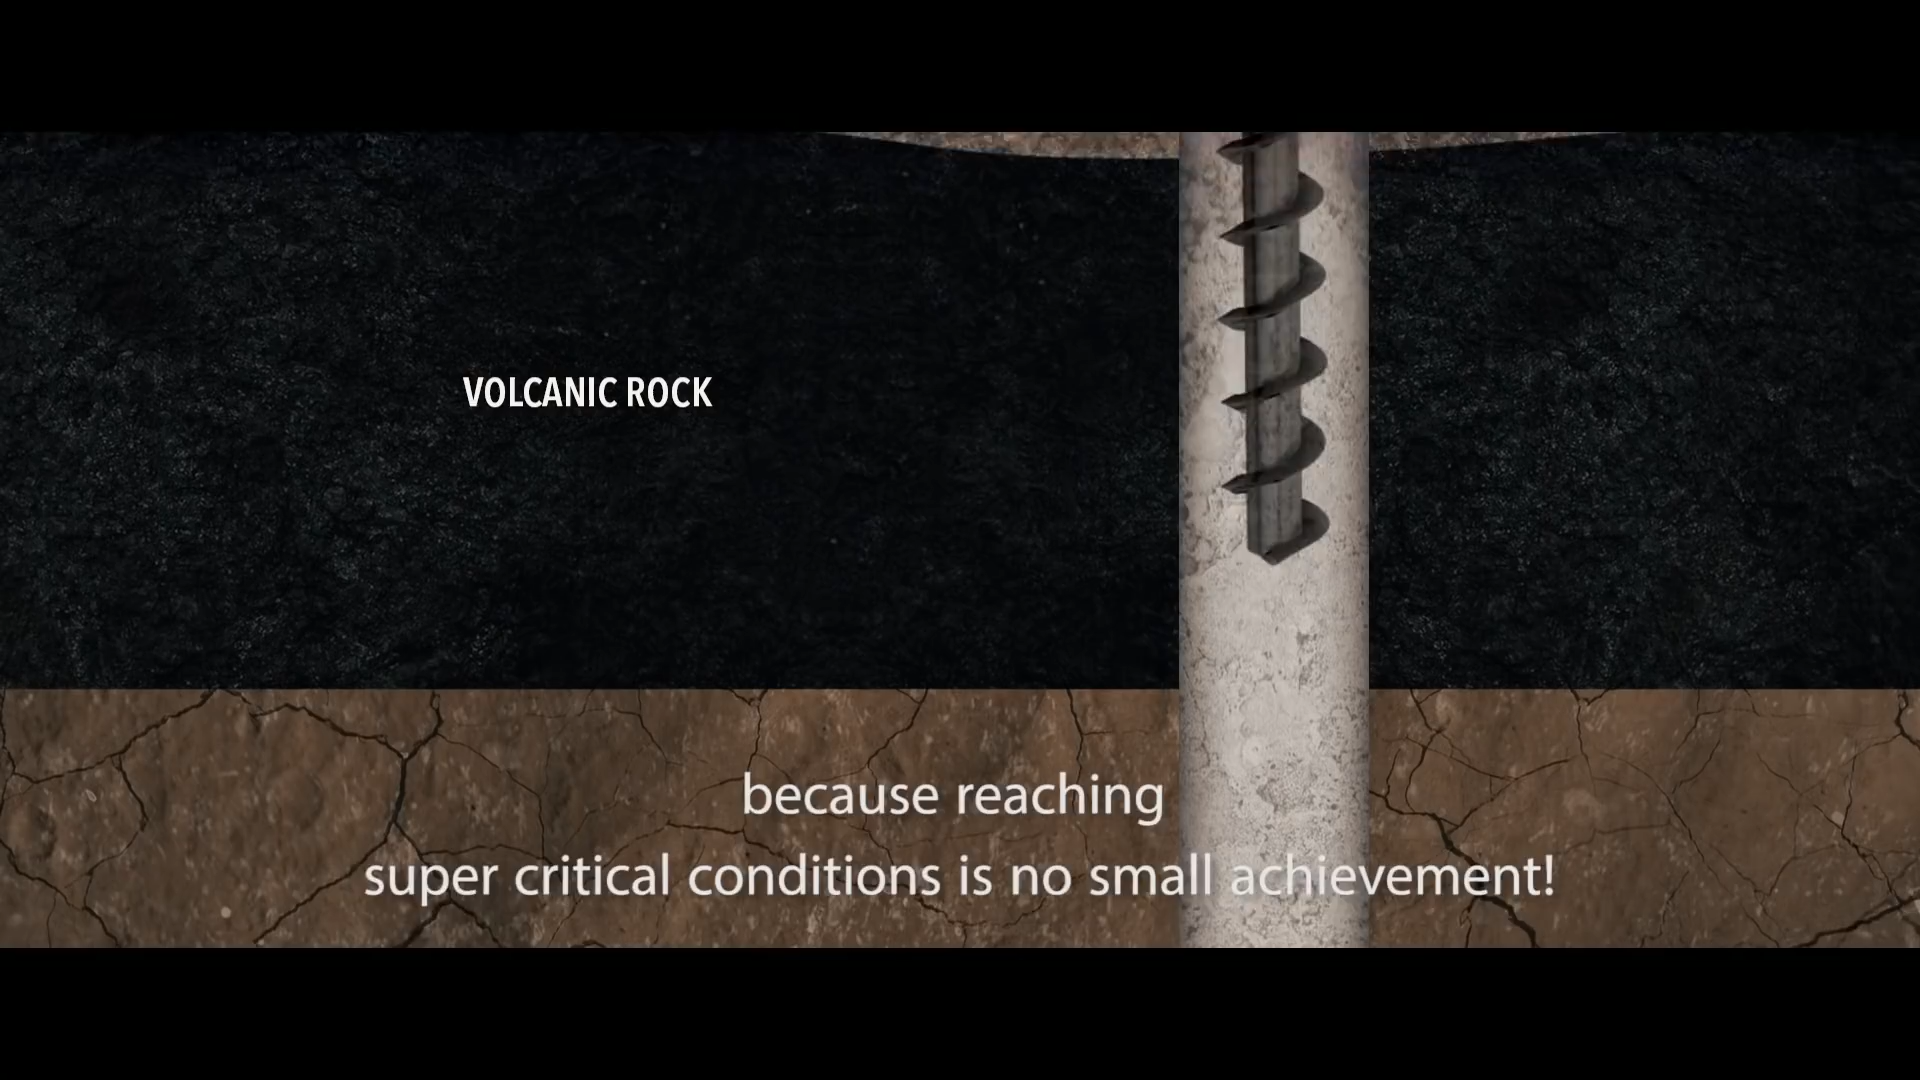 VOLCANIC ROCK
because reaching
super critical conditions is no small achievement!